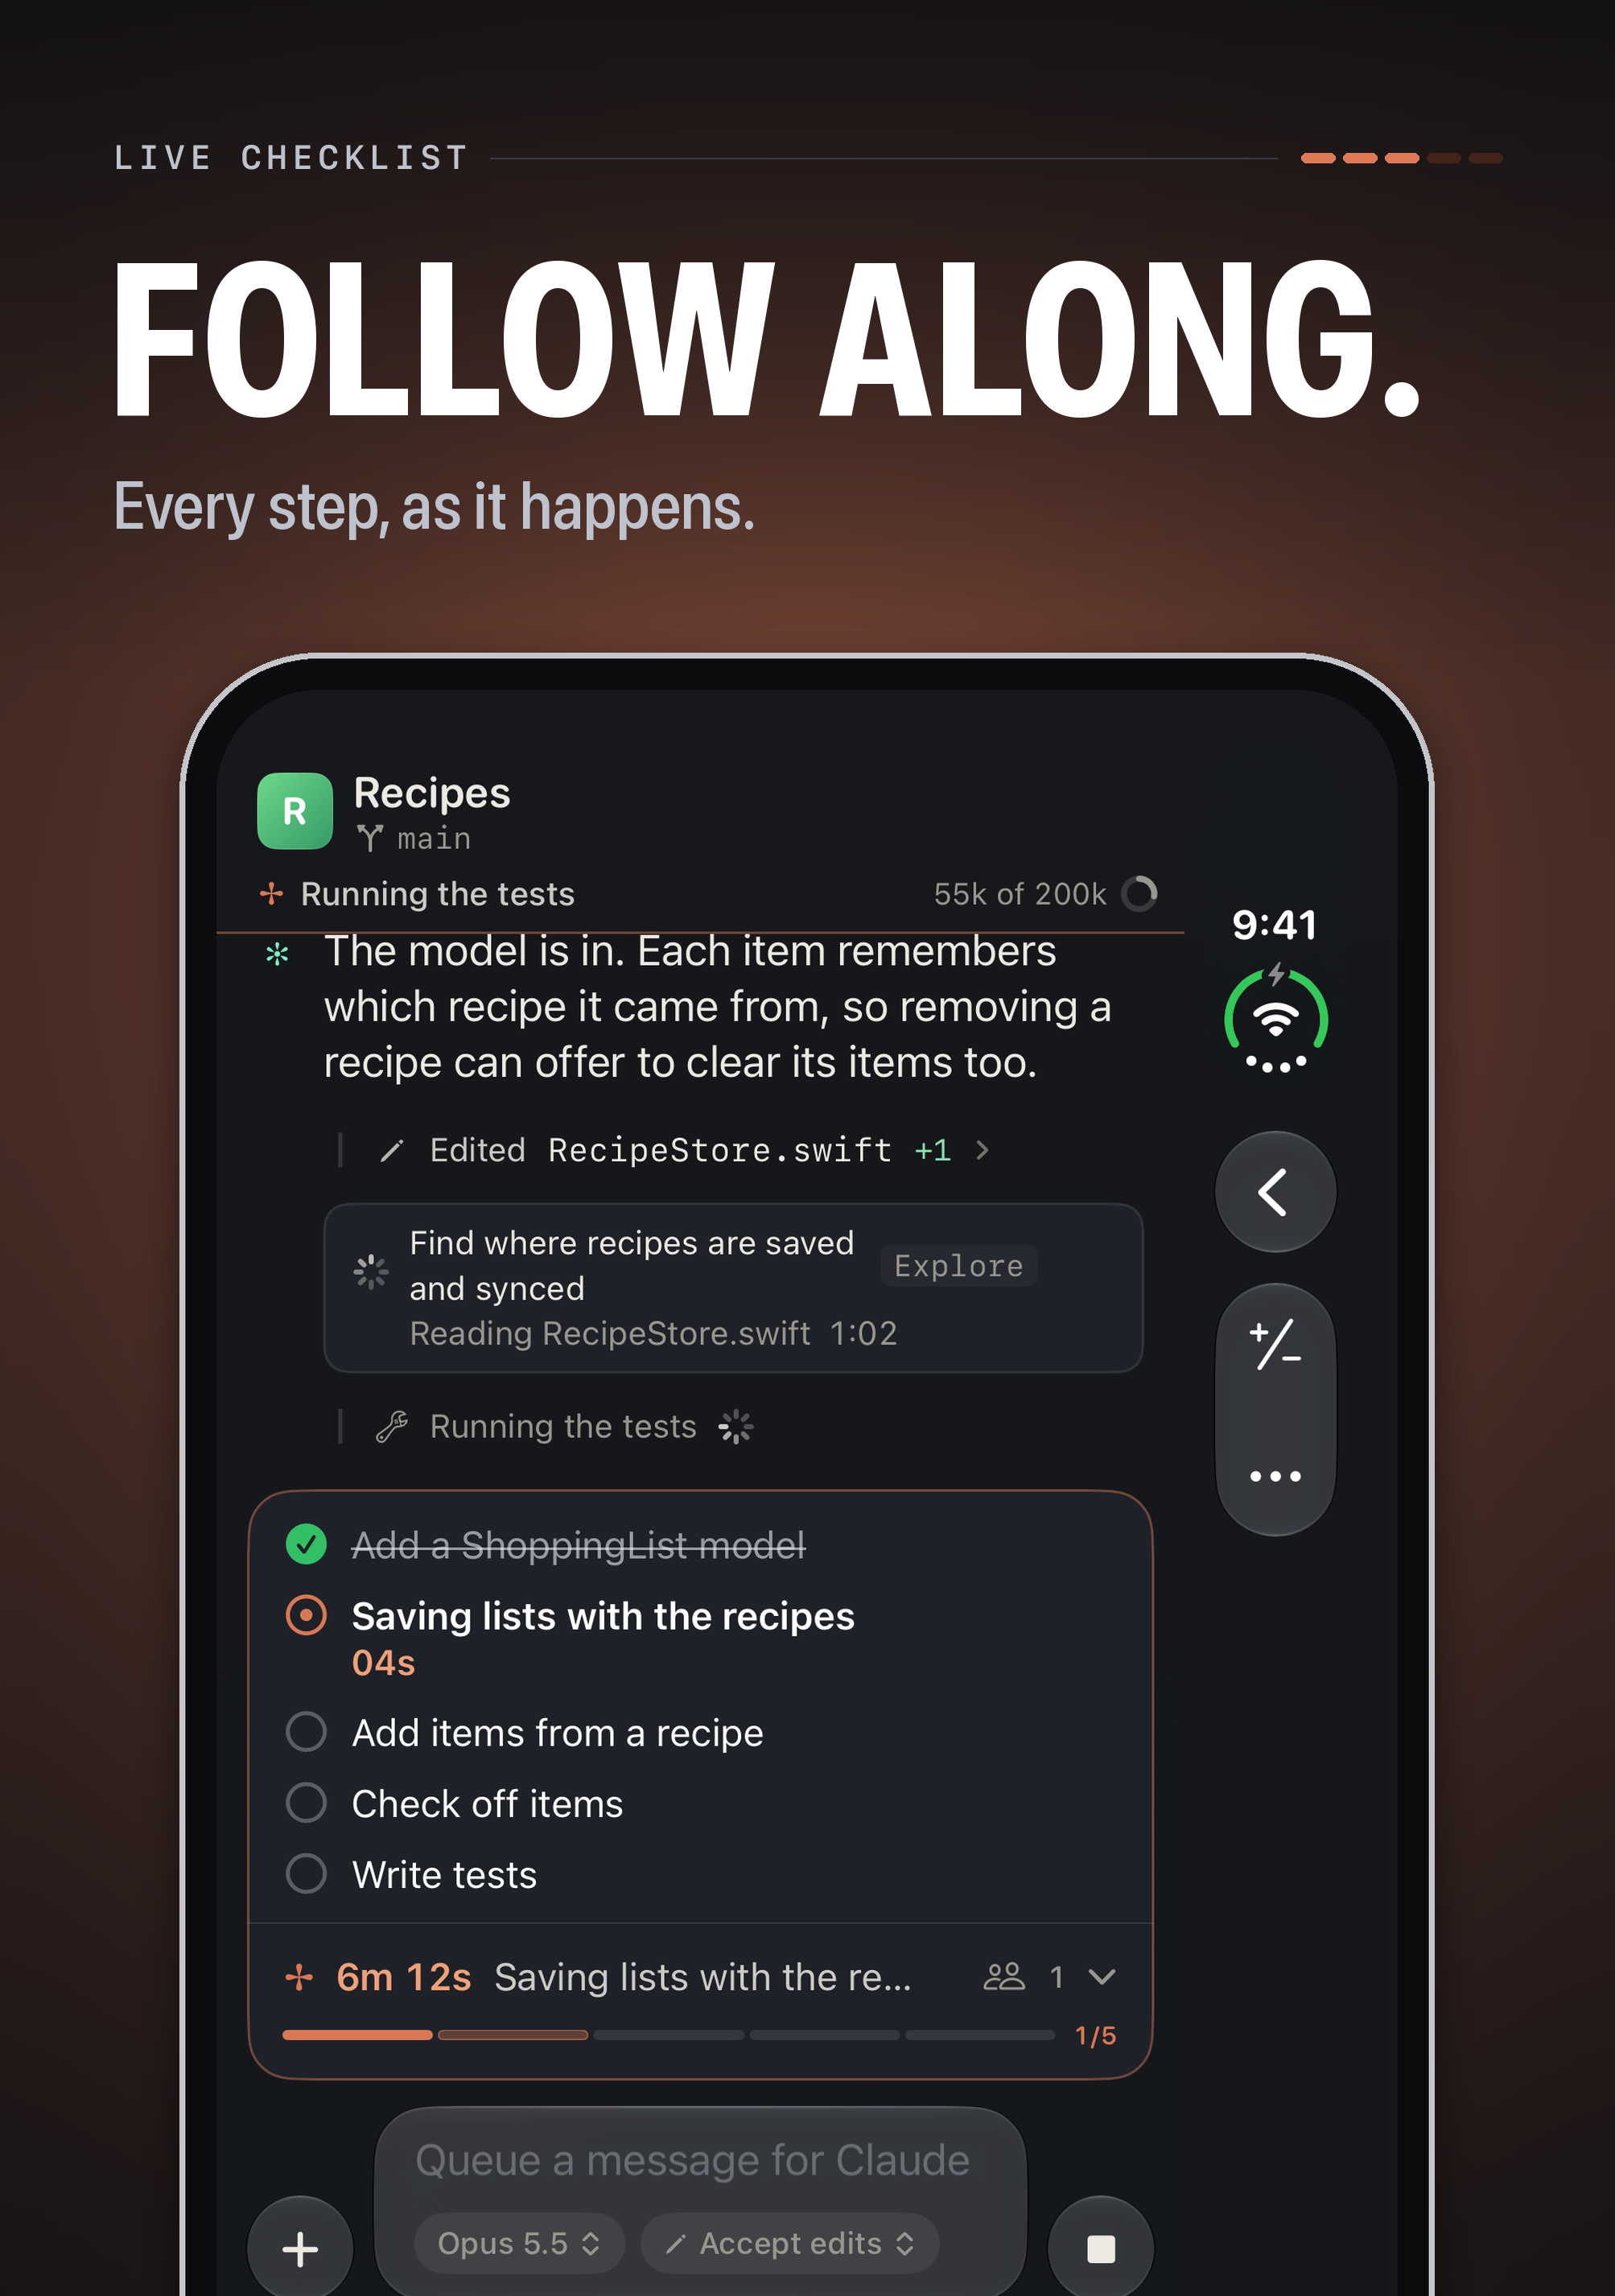 LIVE CHECKLIST
FOLLOW ALONG.
Every step, as it happens.
R
Recipes
main
Running the tests
55k of 200k
9:41
The model is in. Each item remembers
which recipe it came from, so removing a
recipe can offer to clear its items too.
Edited RecipeStore.swift +1
Find where recipes are saved
and synced
Explore
Reading RecipeStore.swift 1:02
Running the tests
Add a ShoppingList model
Saving lists with the recipes
04s
Add items from a recipe
Check off items
Write tests
6m 12s Saving lists with the re... 1
1/5
Queue a message for Claude
Opus 5.5
Accept edits